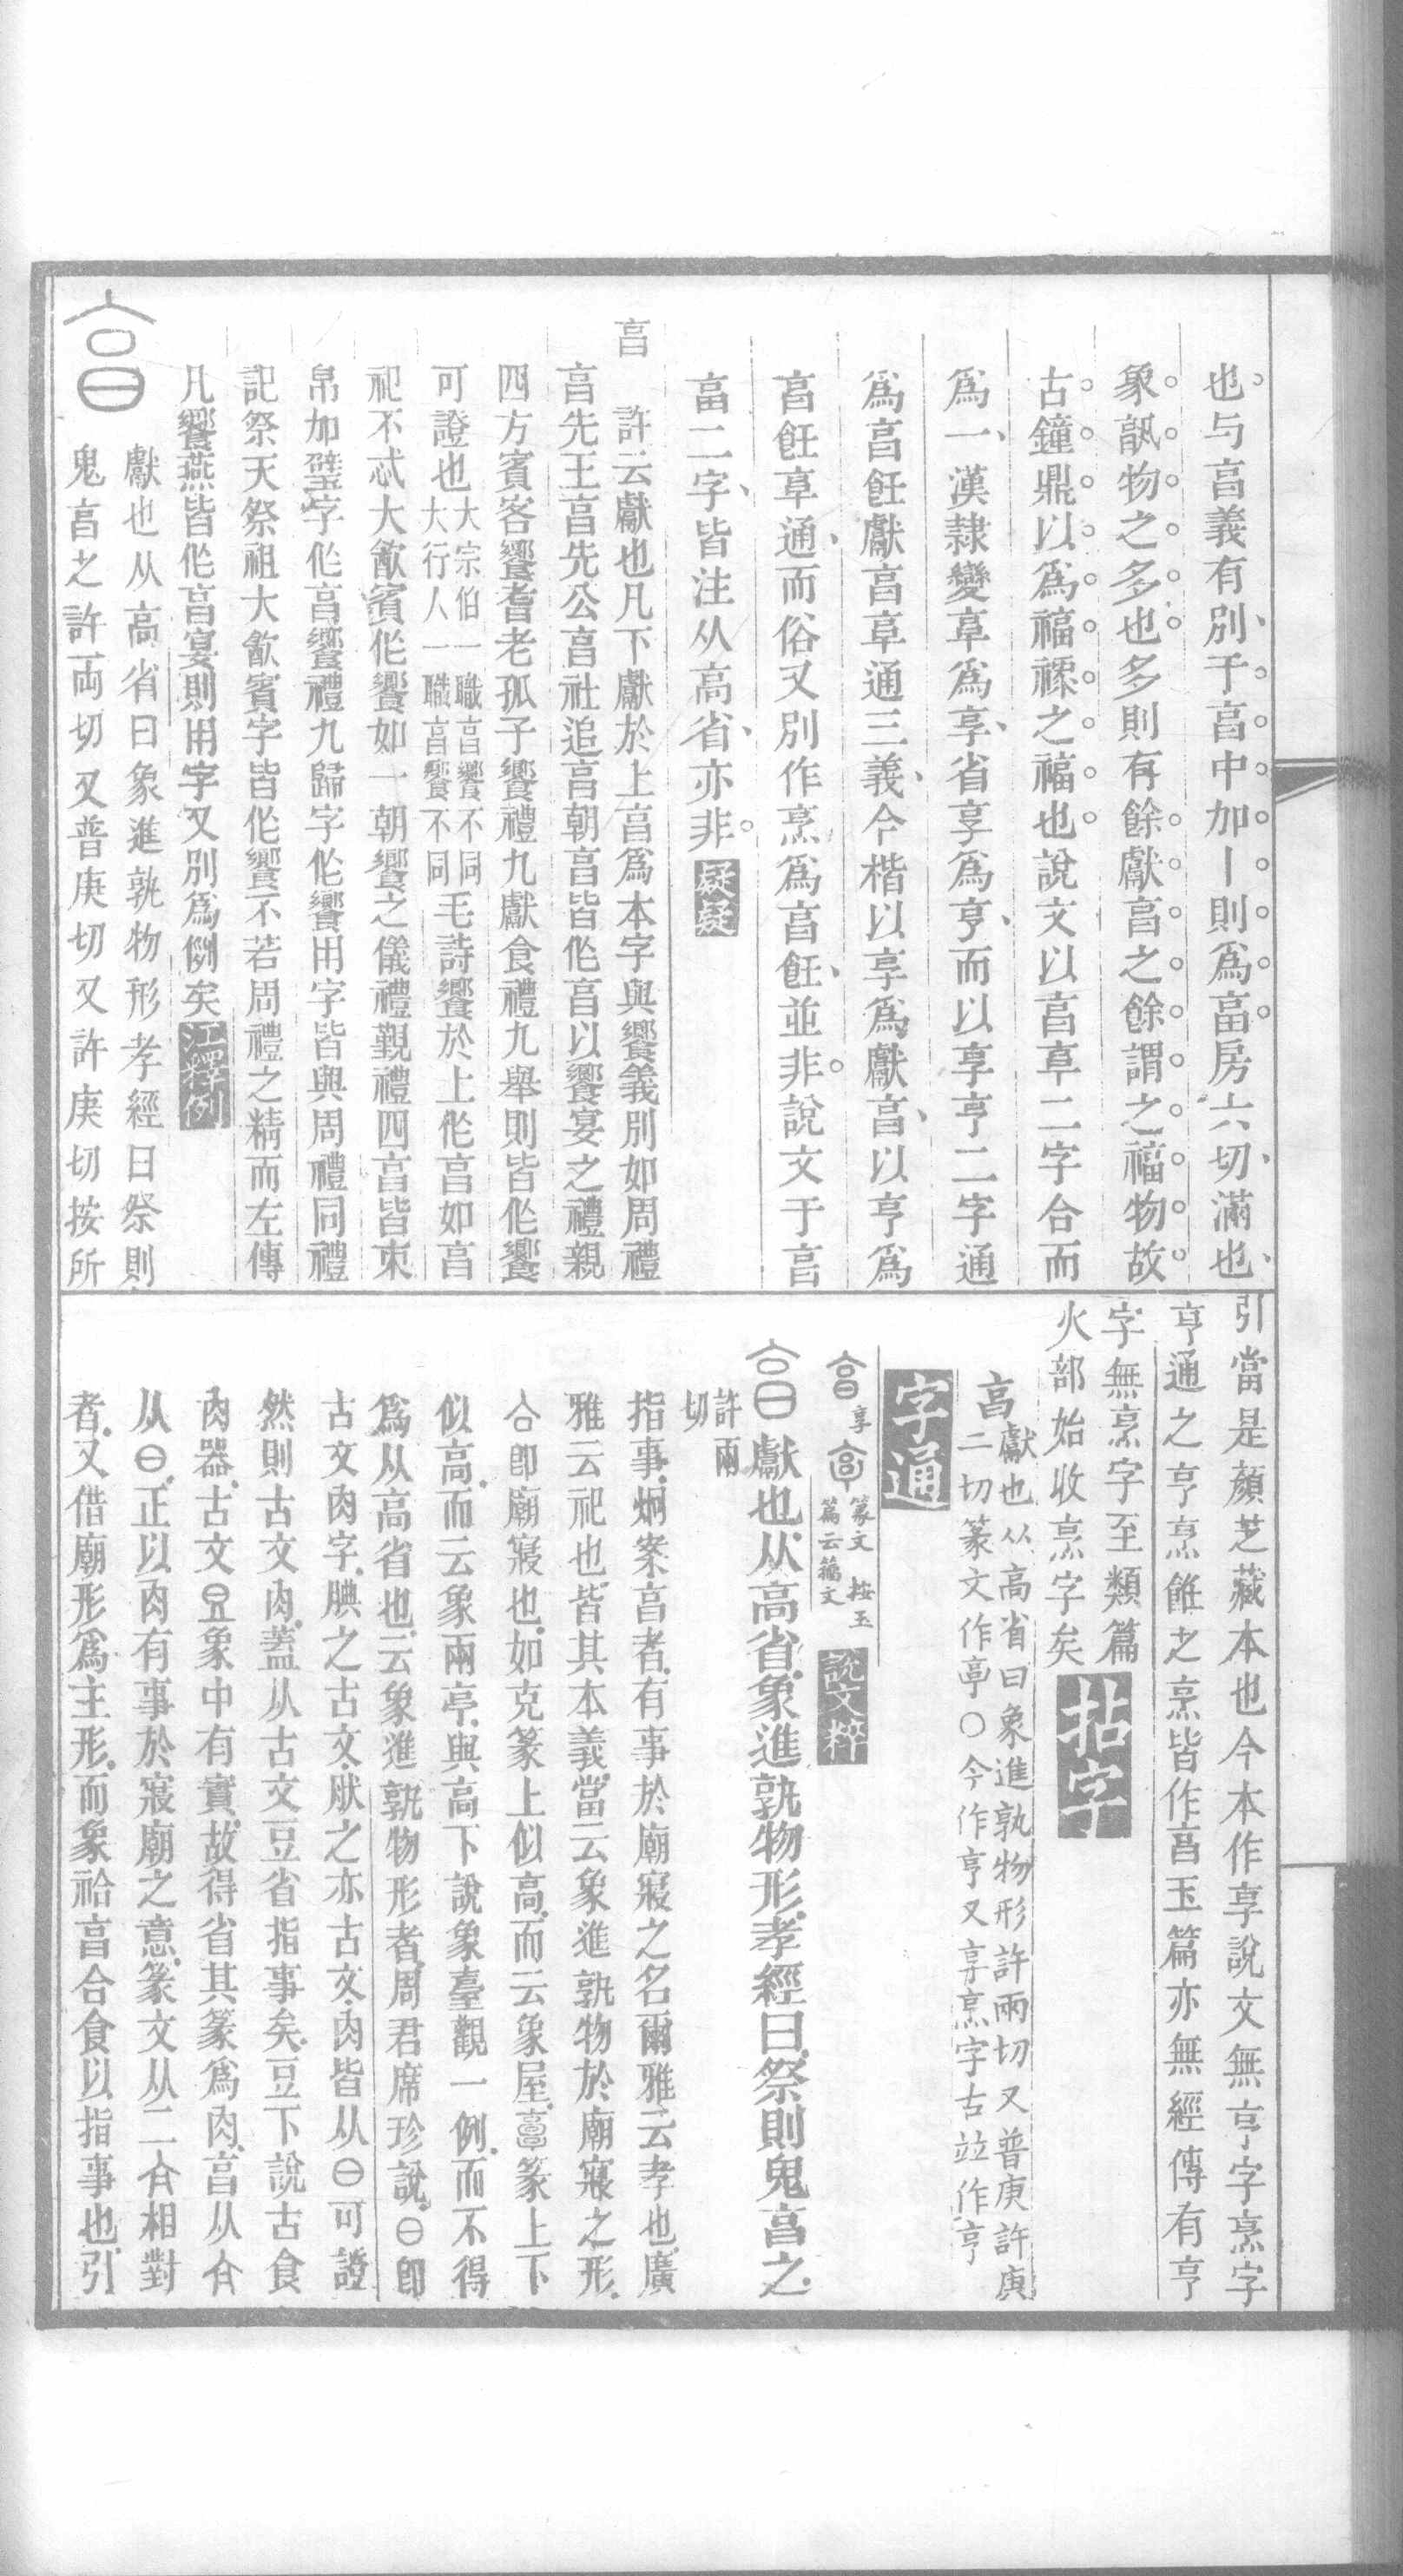 也与亯義有別于亯中加丨則爲畗房六切滿也
象𩰫物之多也多則有餘獻亯之餘謂之福物故
古鐘鼎以爲福䄏之福也說文以亯𦎫二字合而
爲一漢隸變𦎫爲享省享爲亨而以享亨二字通
爲亯飪獻亯𦎫通三義今楷以享爲獻亯以亨爲
亯飪𦎫通而俗又別作烹爲亯飪並非說文于亯
畗二字皆注从高省亦非 㠜疑
亯 許云獻也凡下獻於上亯爲本字與饗義別如周禮
亯先王亯先公亯社追亯朝亯皆作亯以饗宴之禮親
四方賓客饗耆老孤子饗禮九獻食禮九舉則皆作饗
可證也大宗伯一職亯饗不同大行人一職亯饗不同毛詩饗於上作亯如亯
祀不忒大㱃賓作饗如一朝饗之儀禮覲禮四亯皆束
帛加璧字作亯饗禮九歸字作饗用字皆與周禮同禮
記祭天祭祖大㱃賓字皆作饗不若周禮之精而左傳
凡饗燕皆作亯宴則用字又別爲例矣 江釋例
亯 獻也从高省曰象進孰物形孝經曰祭則
鬼亯之許兩切又普庚切又許庚切按所
引當是顏芝藏本也今本作享說文無亨字烹字
亨通之亨烹飪之烹皆作亯玉篇亦無經傳有亨
字無烹字至類篇
火部始收烹字矣 拈字
亯 獻也从高省曰象進孰物形許兩切又普庚許庚
二切篆文作𠅠○今作亨又享烹字古竝作亨
字通
亯享 𠅠篆文 按玉篇云籒文 說文粹
亯 獻也从高省象進孰物形孝經曰祭則鬼亯之
許兩切
指事炯案亯者有事於廟寢之名爾雅云孝也廣
雅云祀也皆其本義當云象進孰物於廟寢之形
㒰卽廟寢也如克篆上似高而云象屋𩫖篆上下
似高而云象兩亭與高下說象臺觀一例而不得
爲从高省也云象進孰物形者周君席珍說⊖卽
古文肉字腆之古文肰之亦古文肉皆从⊖可證
然則古文肉蓋从古文豆省指事矣豆下說古食
肉器古文𣅋象中有實故得省其篆爲肉亯从㒰
从⊖正以肉有事於寢廟之意篆文从二㒰相對
者又借廟形爲主形而象祫亯合食以指事也引